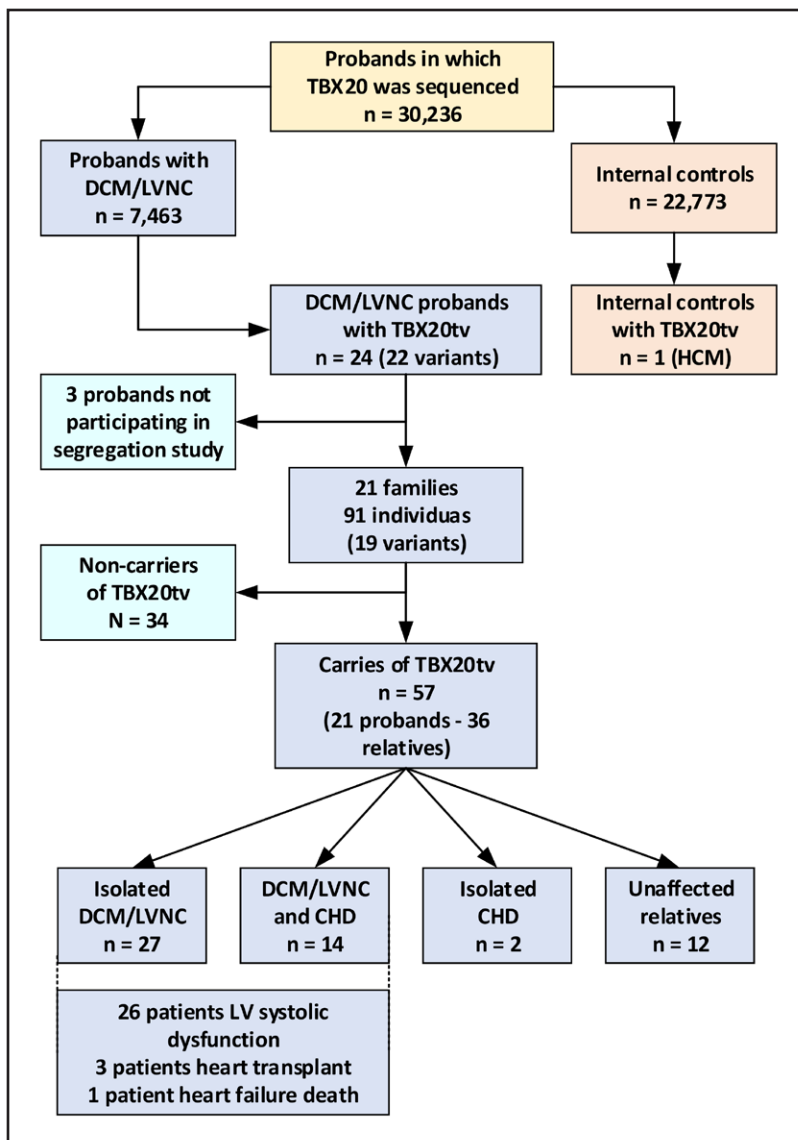 Probands in which
TBX20 was sequenced
n = 30,236
Probands with
DCM/LVNC
n = 7,463
Internal controls
n = 22,773
DCM/LVNC probands
with TBX20tv
n = 24 (22 variants)
Internal controls
with TBX20tv
n = 1 (HCM)
3 probands not
participating in
segregation study
21 families
91 individuas
(19 variants)
Non-carriers
of TBX20tv
N = 34
Carries of TBX20tv
n = 57
(21 probands - 36
relatives)
Isolated
DCM/LVNC
n = 27
DCM/LVNC
and CHD
n = 14
Isolated
CHD
n = 2
Unaffected
relatives
n = 12
26 patients LV systolic
dysfunction
3 patients heart transplant
1 patient heart failure death